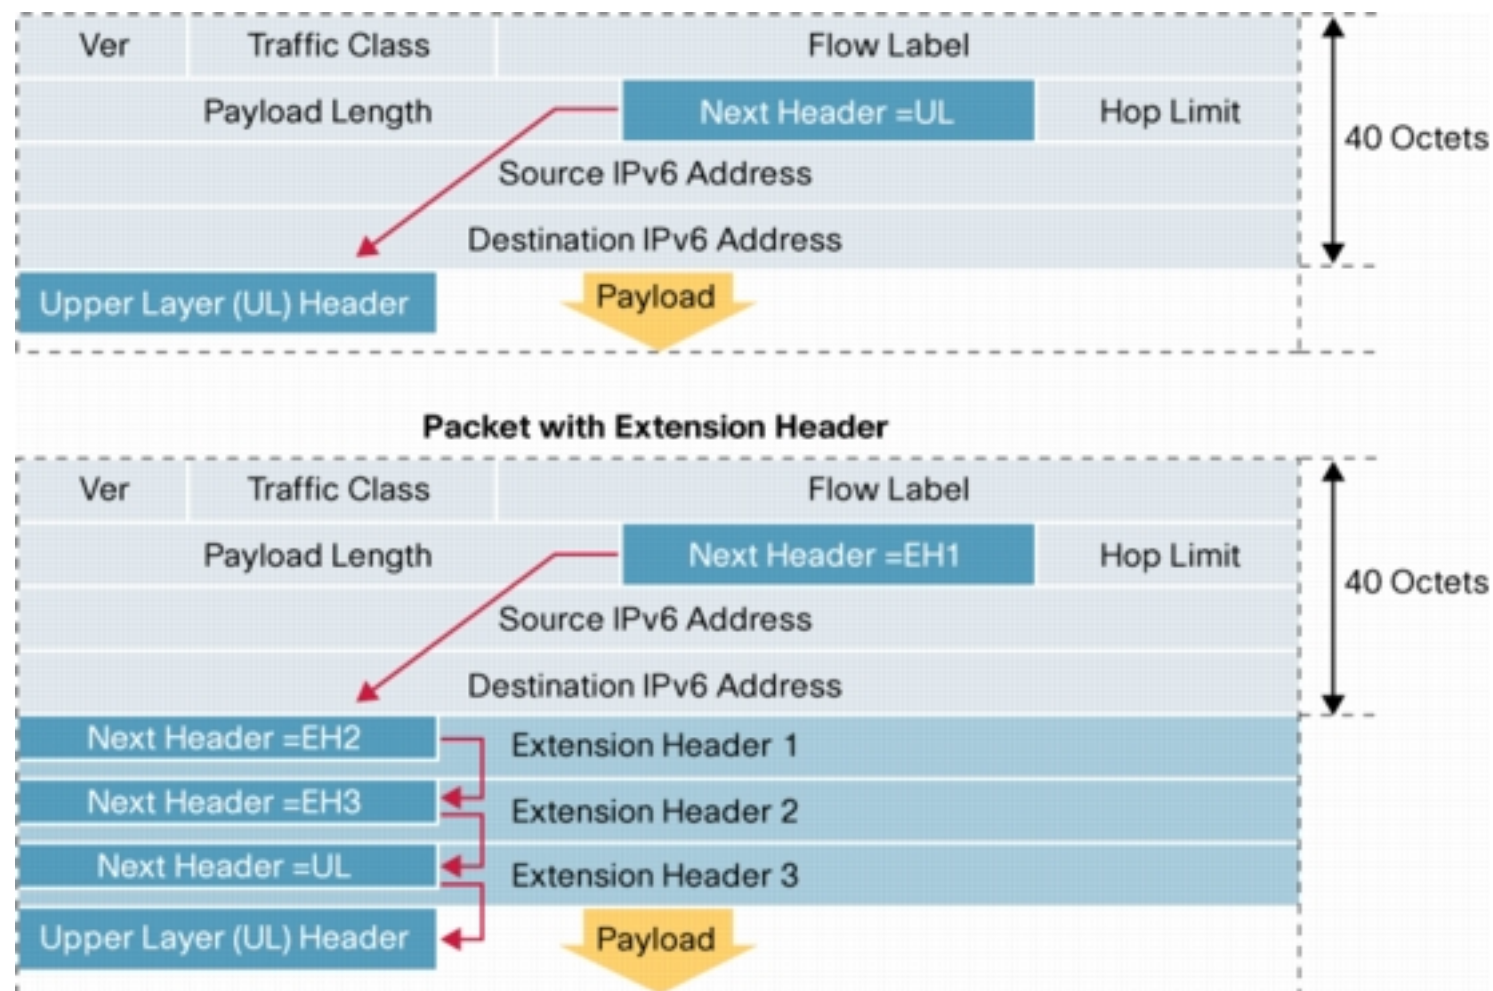 Ver Traffic Class Flow Label
Payload Length Next Header =UL Hop Limit
40 Octets
Source IPv6 Address
Destination IPv6 Address
Upper Layer (UL) Header Payload
Packet with Extension Header
Ver Traffic Class Flow Label
Payload Length Next Header =EH1 Hop Limit
40 Octets
Source IPv6 Address
Destination IPv6 Address
Next Header =EH2 Extension Header 1
Next Header =EH3 Extension Header 2
Next Header =UL Extension Header 3
Upper Layer (UL) Header Payload